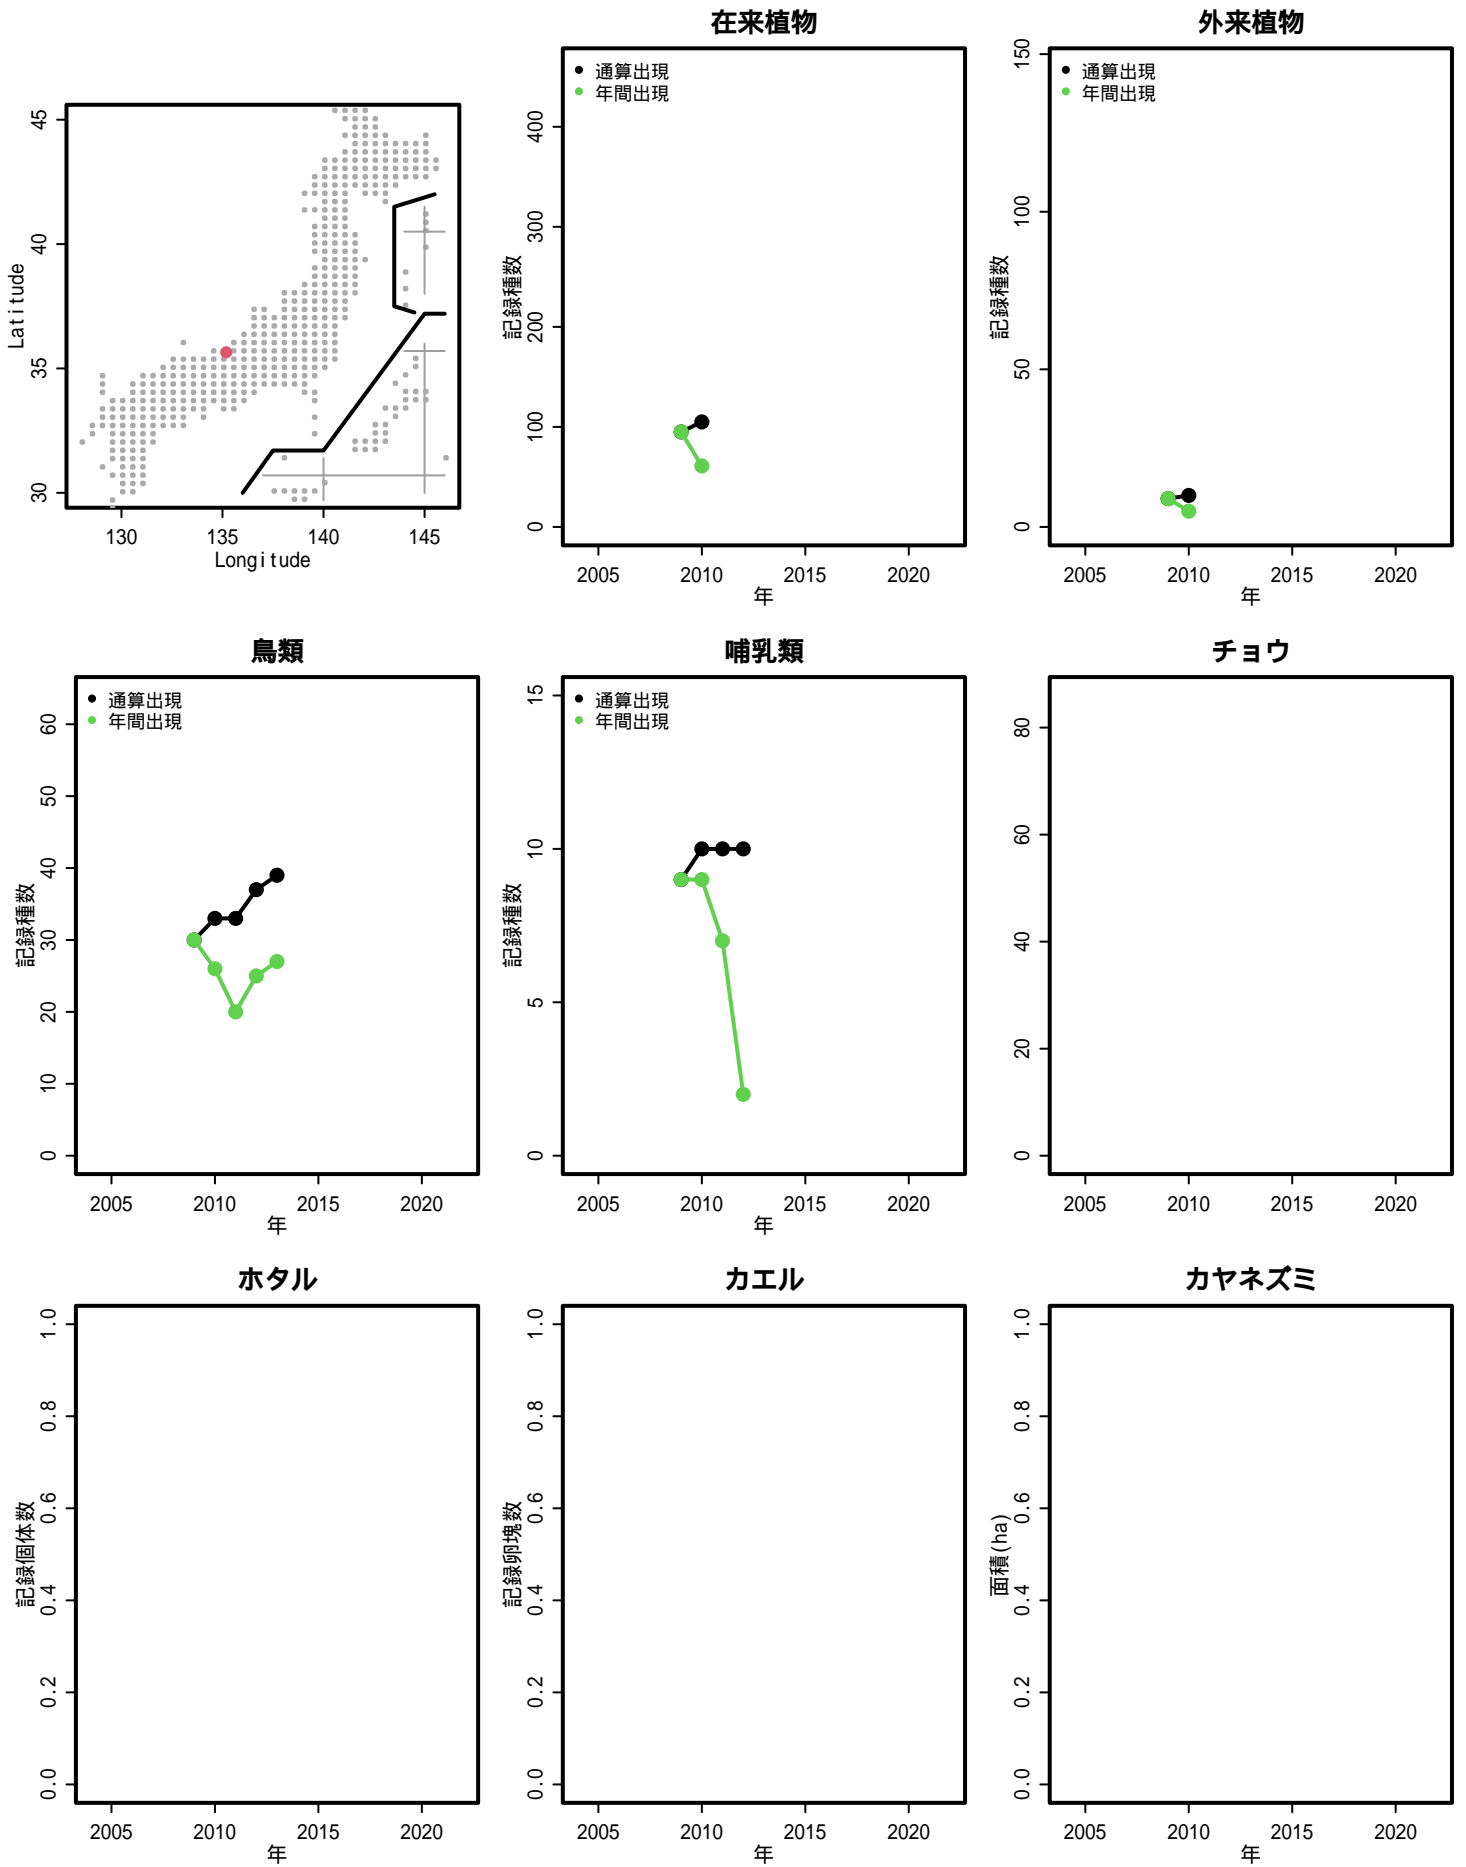 45
40
35
30
Latitude
130 135 140 145
Longitude
在来植物
通算出現
年間出現
400
300
200
100
0
記録種数
2005 2010 2015 2020
年
外来植物
通算出現
年間出現
150
100
50
0
記録種数
2005 2010 2015 2020
年
鳥類
通算出現
年間出現
60
50
40
30
20
10
0
記録種数
2005 2010 2015 2020
年
哺乳類
通算出現
年間出現
15
10
5
0
記録種数
2005 2010 2015 2020
年
チョウ
80
60
40
20
0
2005 2010 2015 2020
年
ホタル
1.0
0.8
0.6
0.4
0.2
0.0
記録個体数
2005 2010 2015 2020
年
カエル
1.0
0.8
0.6
0.4
0.2
0.0
記録卵塊数
2005 2010 2015 2020
年
カヤネズミ
1.0
0.8
0.6
0.4
0.2
0.0
面積(ha)
2005 2010 2015 2020
年